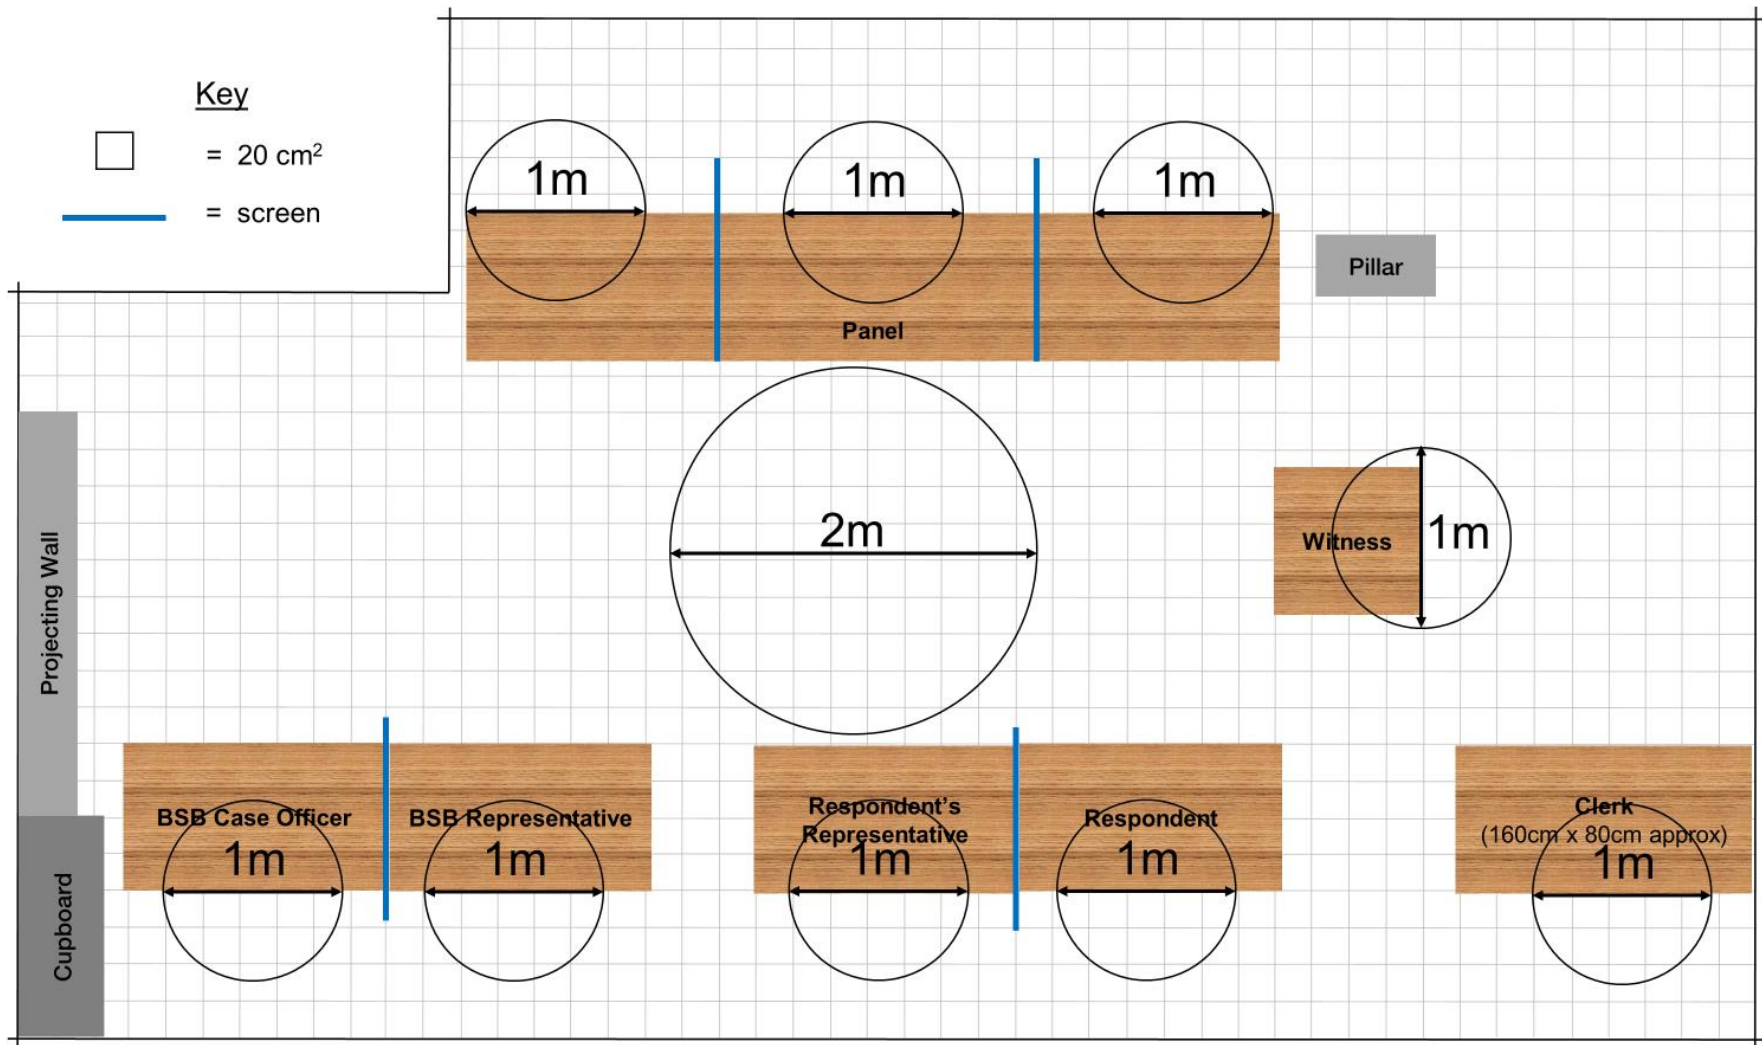 Key
= 20 cm²
= screen
1m
1m
1m
Pillar
Panel
2m
Witness
1m
Projecting Wall
BSB Case Officer
1m
BSB Representative
1m
Respondent's
Representative
1m
Respondent
1m
Clerk
(160cm x 80cm approx)
1m
Cupboard